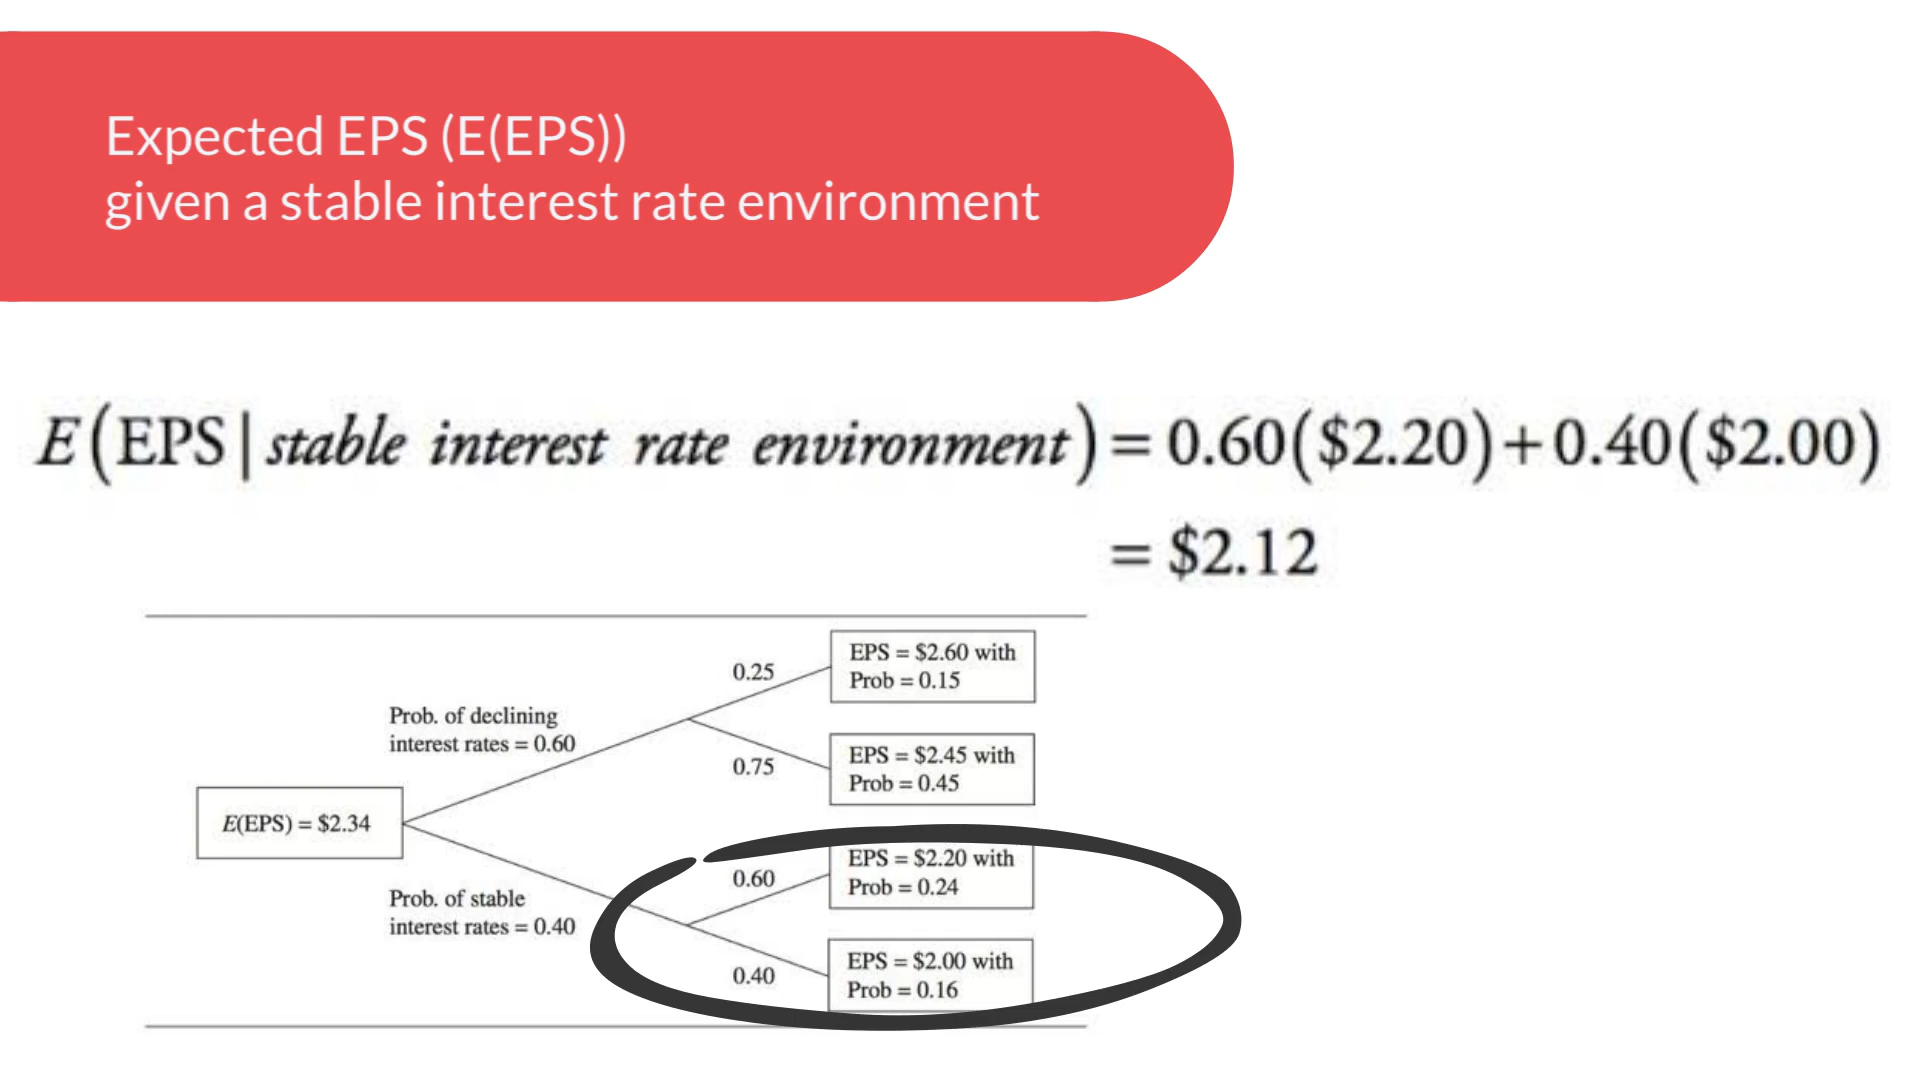 Expected EPS (E(EPS))
given a stable interest rate environment
E(EPS | stable interest rate environment) = 0.60($2.20)+0.40($2.00)
= $2.12
0.25
EPS = $2.60 with
Prob = 0.15
Prob. of declining
interest rates = 0.60
0.75
EPS = $2.45 with
Prob = 0.45
E(EPS) = $2.34
Prob. of stable
interest rates = 0.40
0.60
EPS = $2.20 with
Prob = 0.24
0.40
EPS = $2.00 with
Prob = 0.16